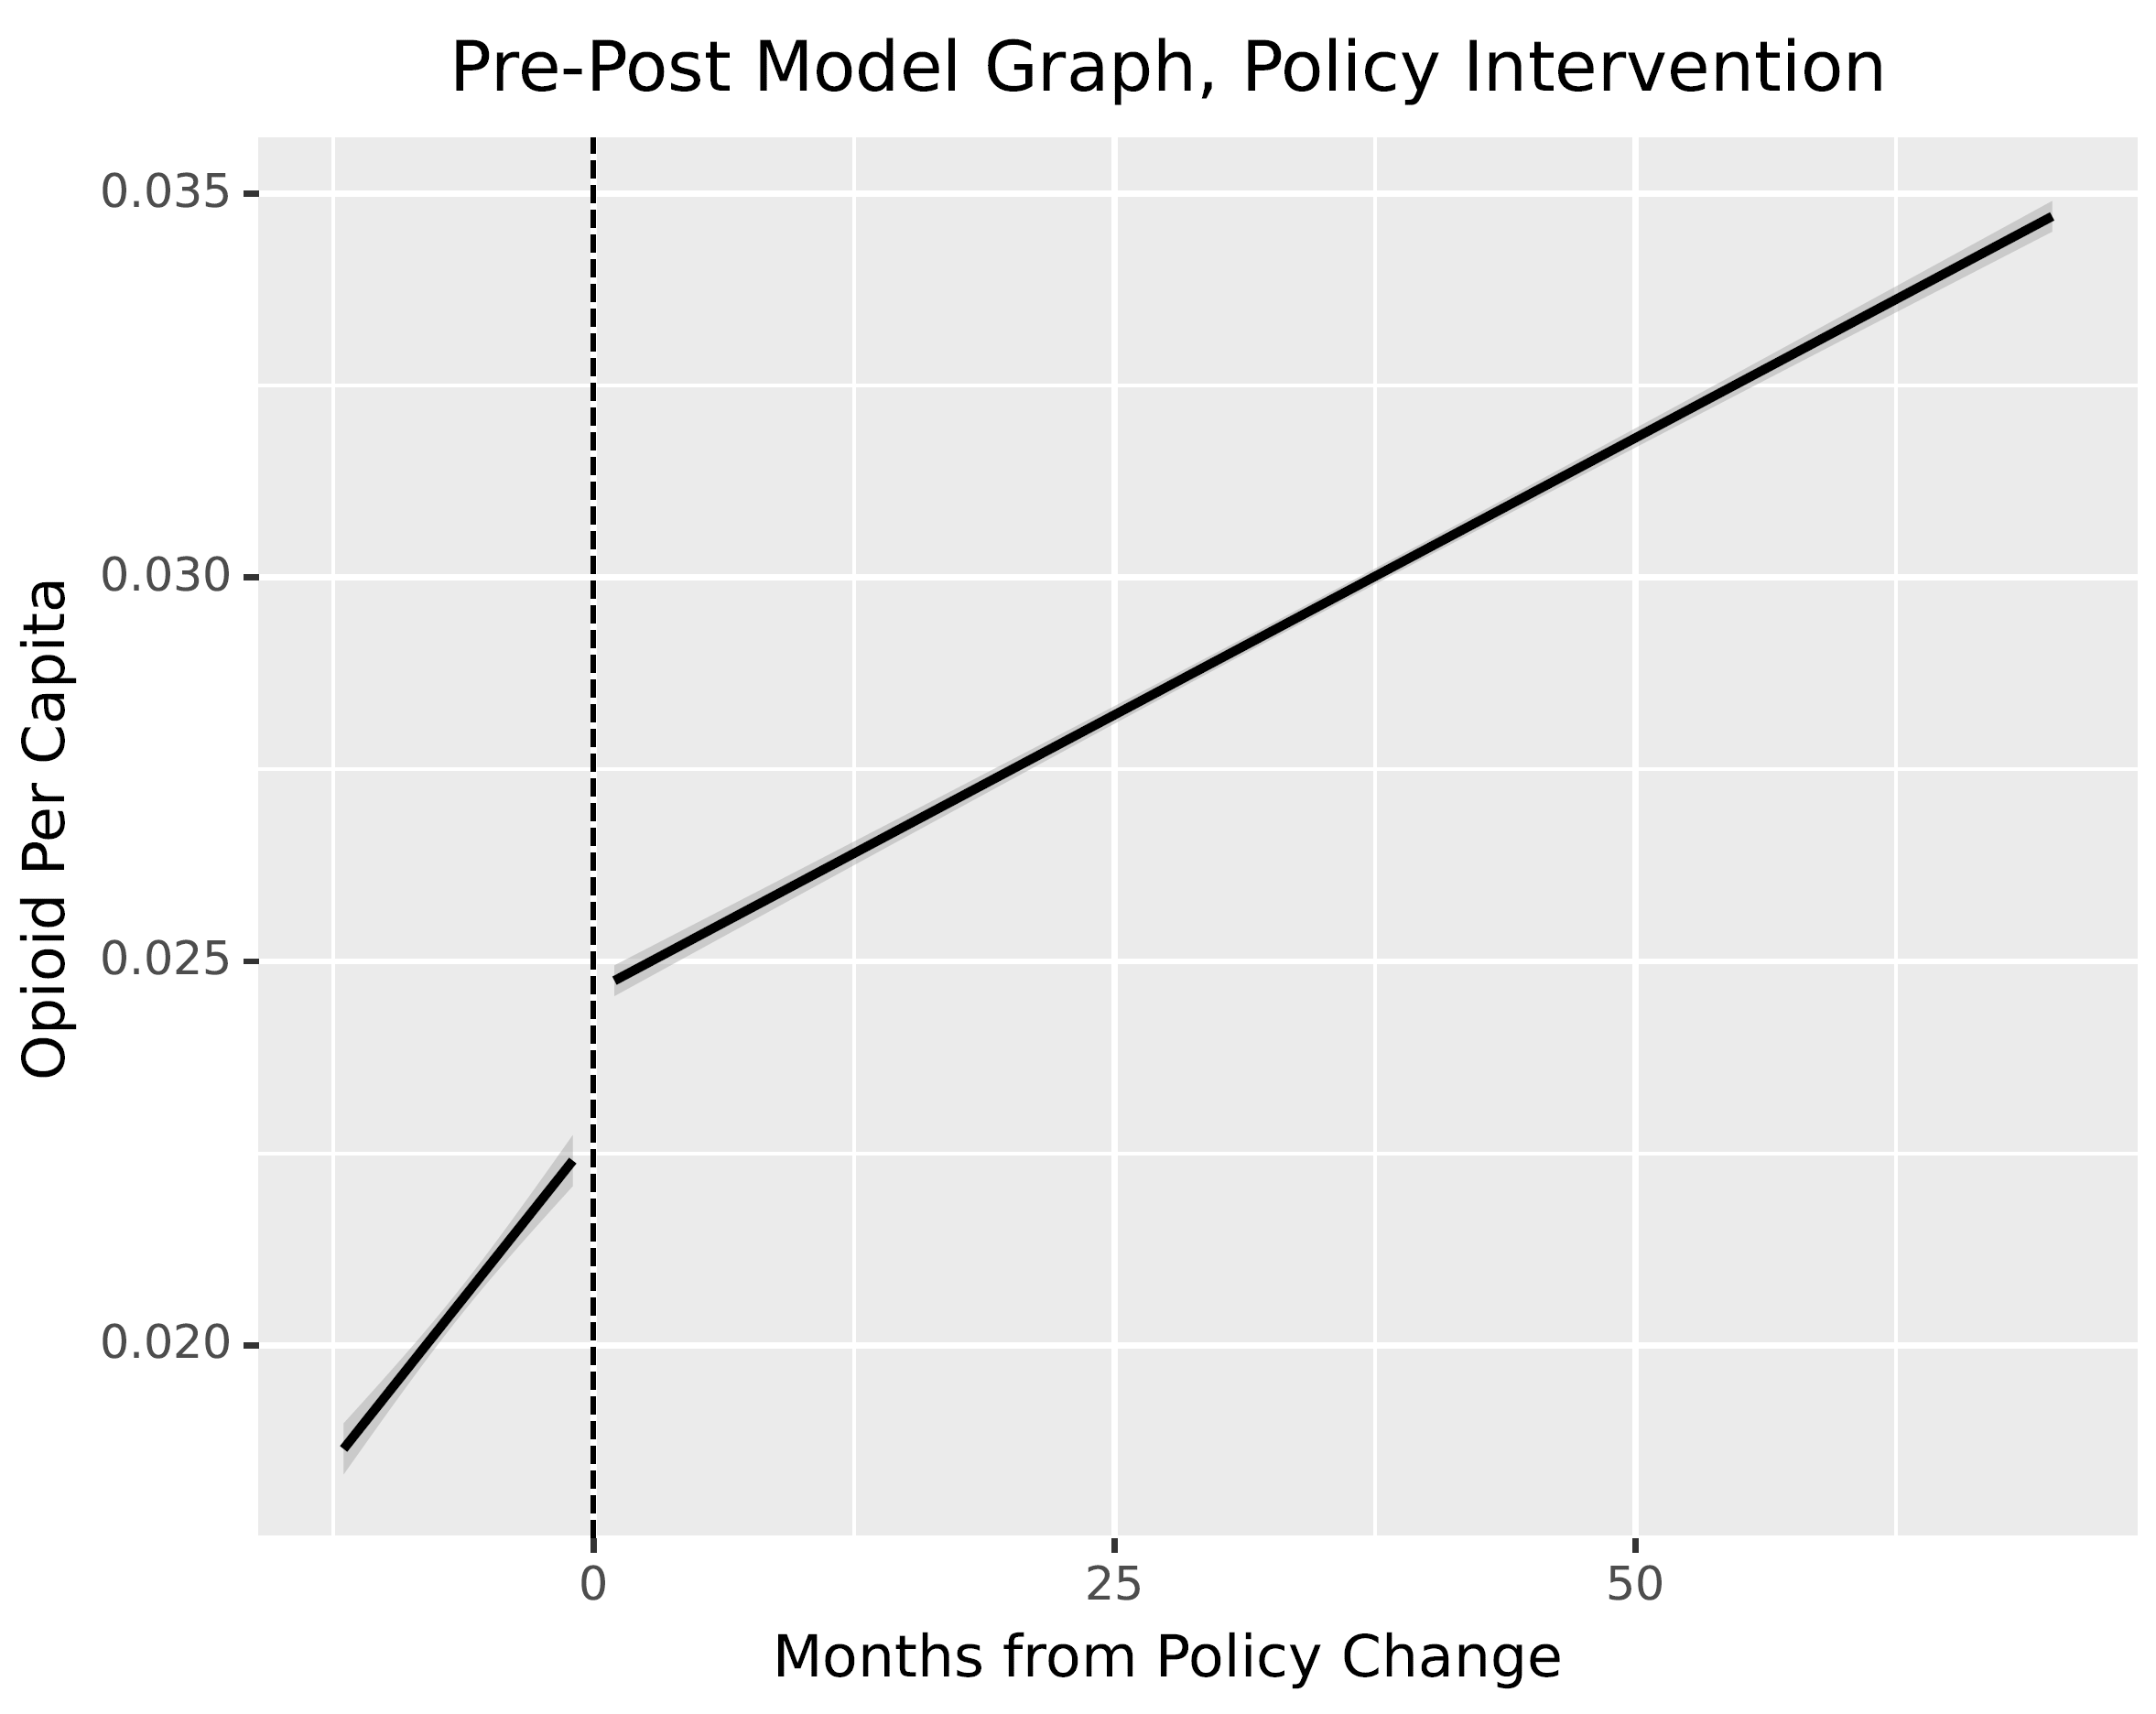 Pre-Post Model Graph, Policy Intervention
Opioid Per Capita
0.035
0.030
0.025
0.020
0
25
50
Months from Policy Change